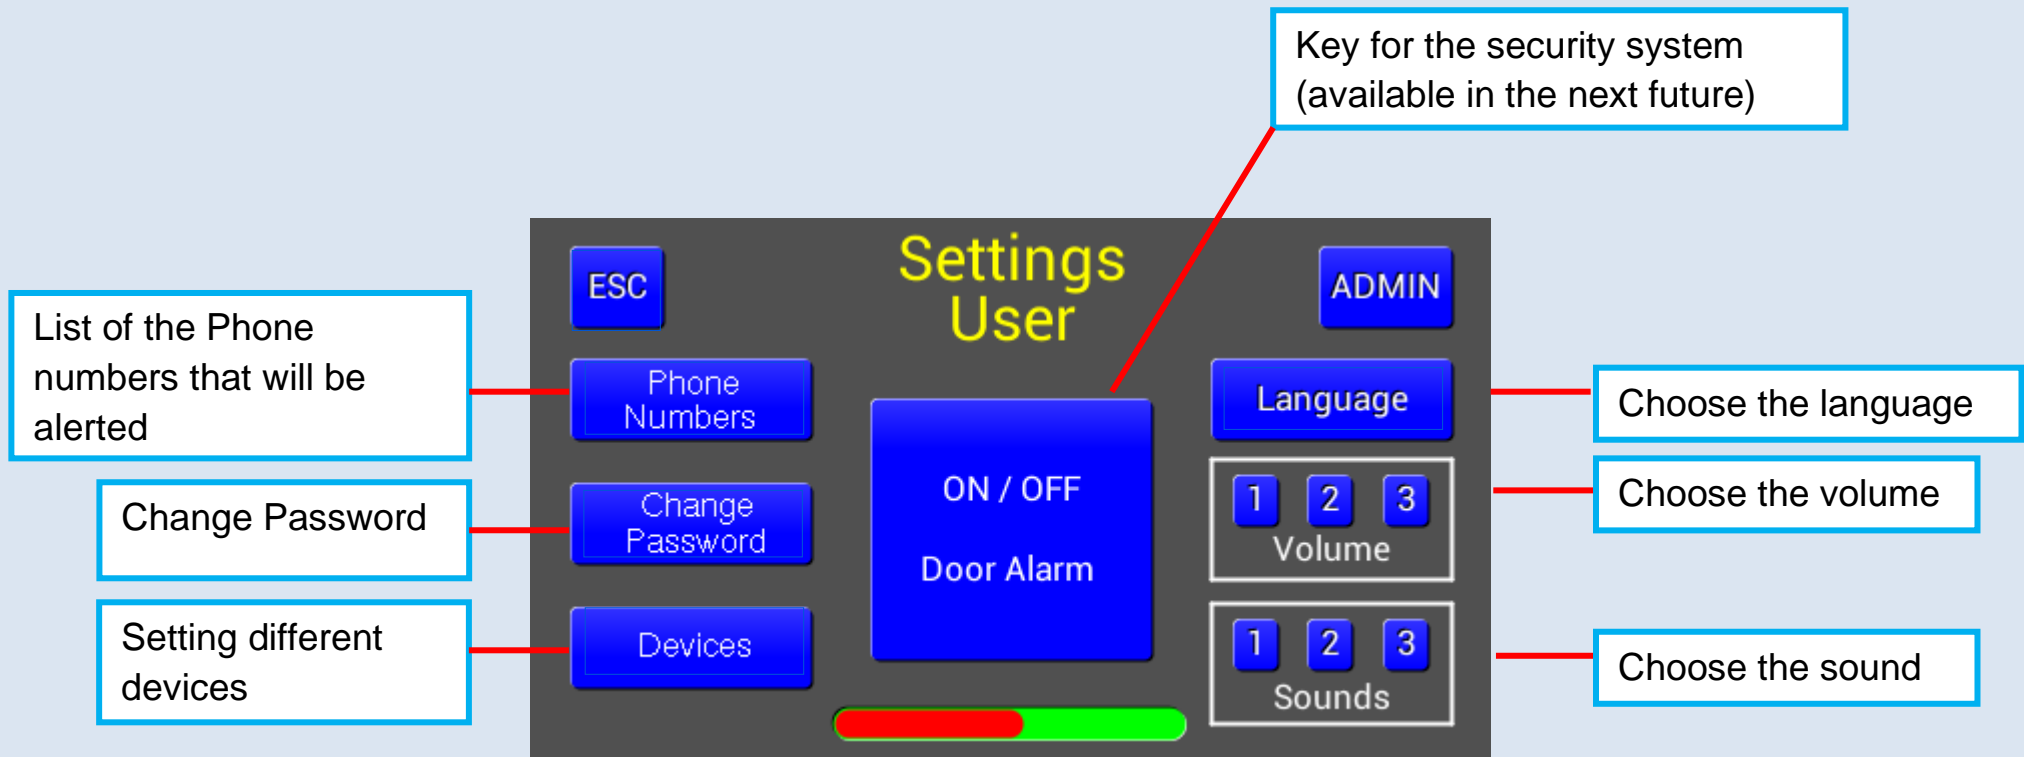 Key for the security system
(available in the next future)
ESC
Settings
User
ADMIN
List of the Phone
numbers that will be
alerted
Phone
Numbers
Language
Choose the language
Change Password
Change
Password
ON / OFF
Door Alarm
1 2 3
Volume
Choose the volume
Setting different
devices
Devices
1 2 3
Sounds
Choose the sound